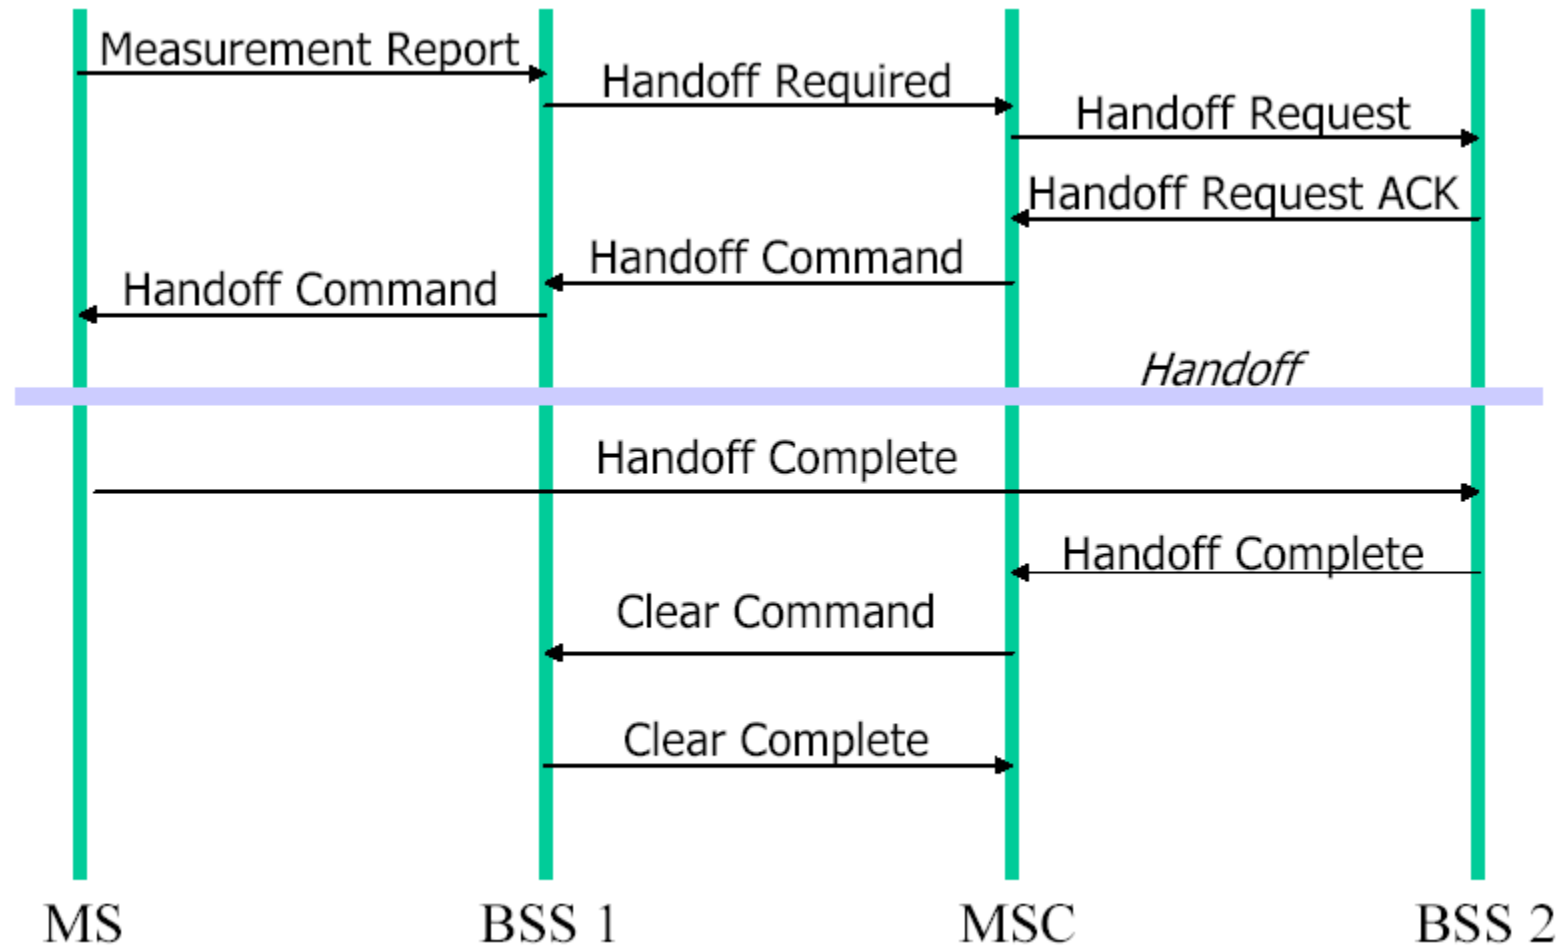 Measurement Report
Handoff Required
Handoff Request
Handoff Request ACK
Handoff Command
Handoff Command
Handoff
Handoff Complete
Handoff Complete
Clear Command
Clear Complete
MS
BSS 1
MSC
BSS 2